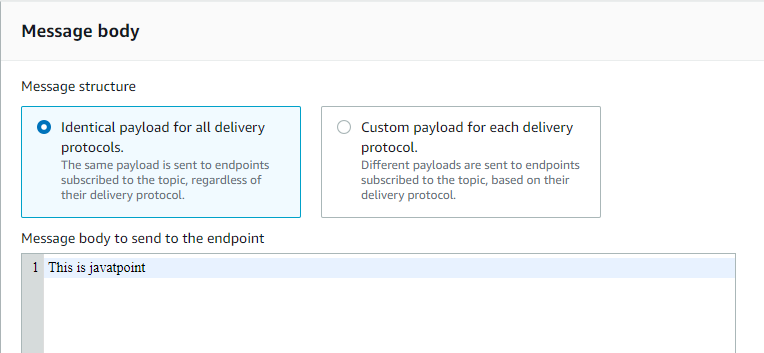 Message body
Message structure
Identical payload for all delivery
protocols.
The same payload is sent to endpoints
subscribed to the topic, regardless of
their delivery protocol.
Custom payload for each delivery
protocol.
Different payloads are sent to endpoints
subscribed to the topic, based on their
delivery protocol.
Message body to send to the endpoint
1 This is javatpoint